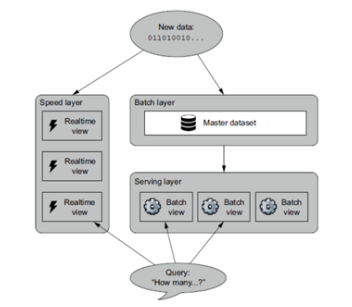 New data:
011010010...
Speed layer
Realtime
view
Realtime
view
Realtime
view
Batch layer
Master dataset
Serving layer
Batch
view
Batch
view
Batch
view
Query:
"How many...?"